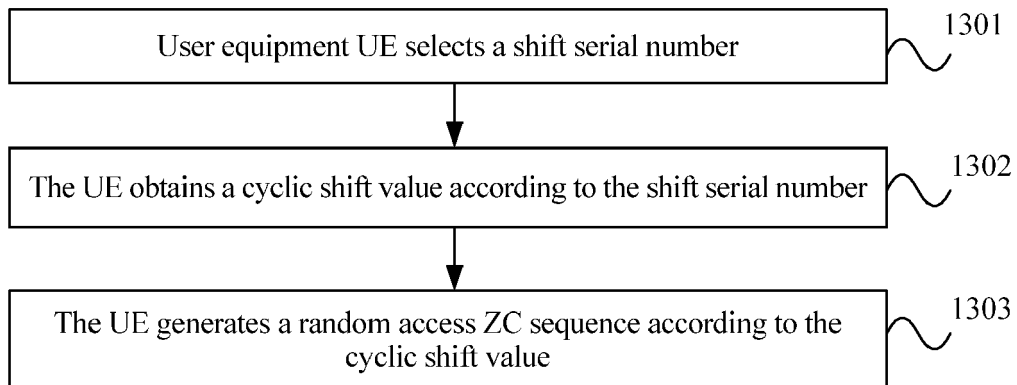 User equipment UE selects a shift serial number
1301
The UE obtains a cyclic shift value according to the shift serial number
1302
The UE generates a random access ZC sequence according to the
cyclic shift value
1303